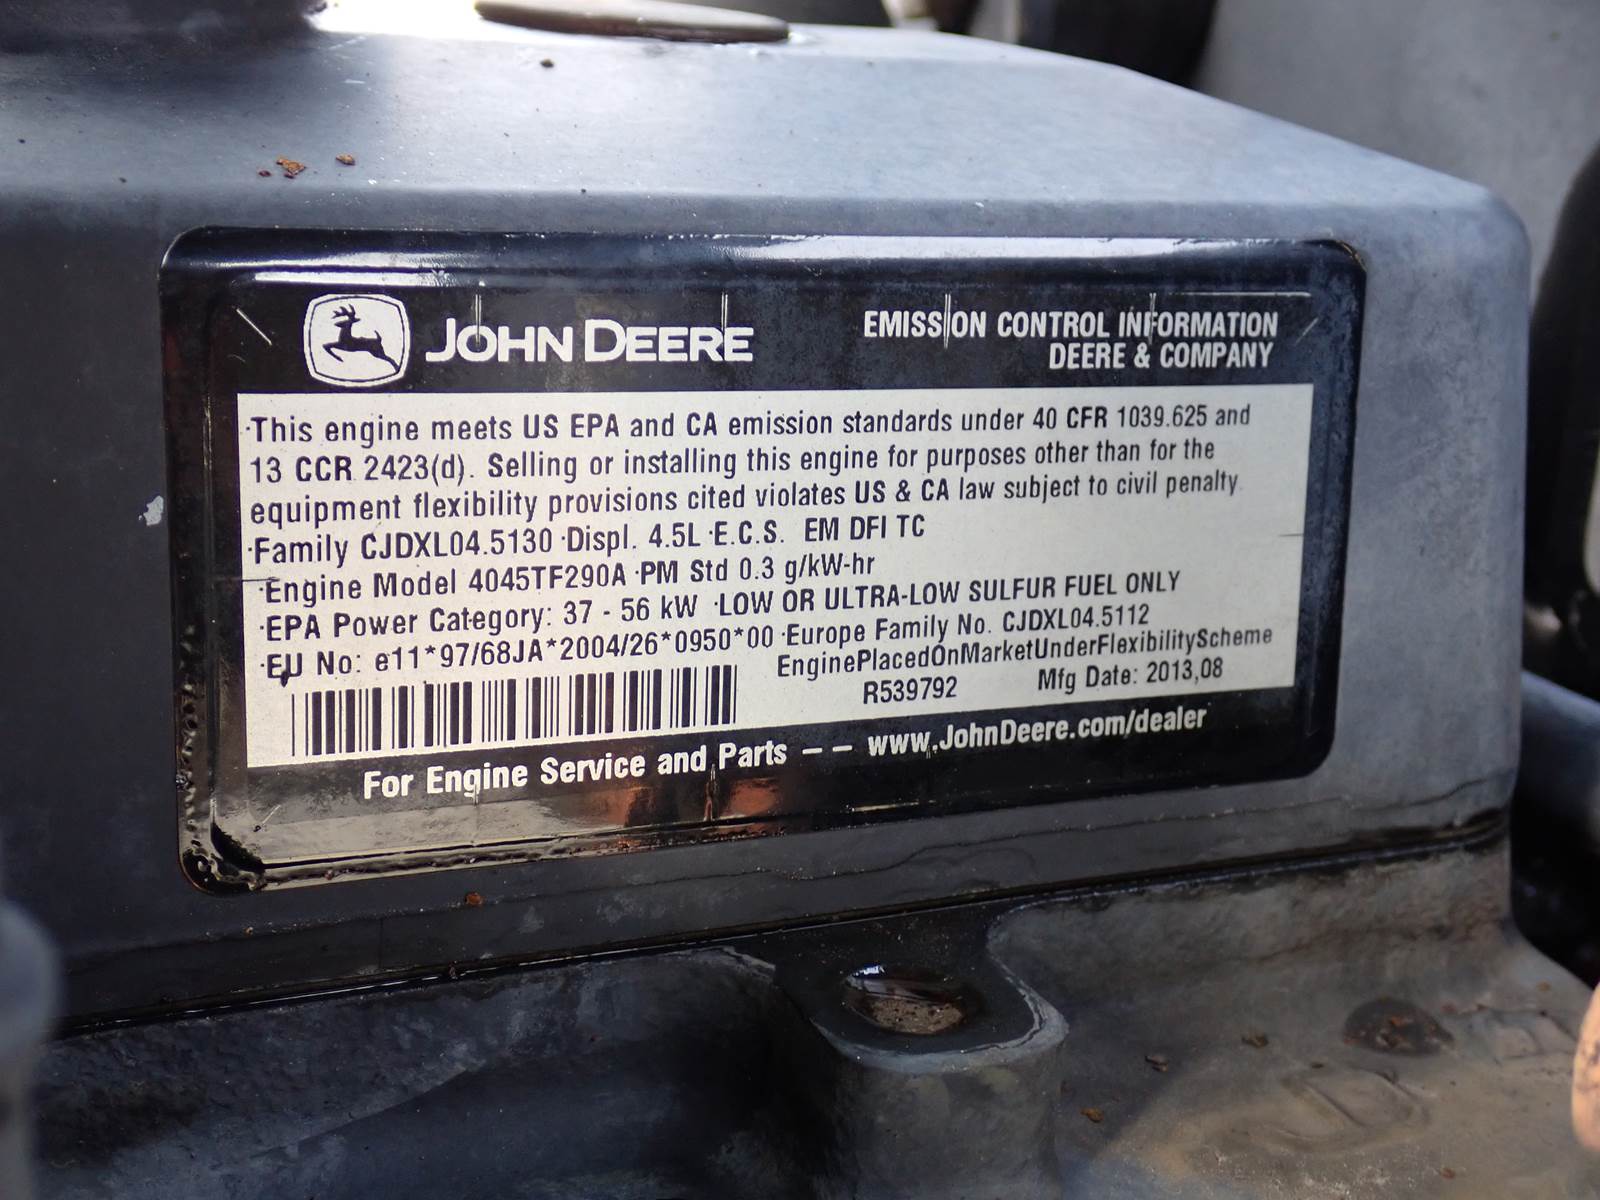 JOHN DEERE
EMISSION CONTROL INFORMATION
DEERE & COMPANY
·This engine meets US EPA and CA emission standards under 40 CFR 1039.625 and
13 CCR 2423(d). Selling or installing this engine for purposes other than for the
equipment flexibility provisions cited violates US & CA law subject to civil penalty.
·Family CJDXL04.5130 ·Displ. 4.5L ·E.C.S. EM DFI TC
·Engine Model 4045TF290A ·PM Std 0.3 g/kW-hr
·EPA Power Category: 37 - 56 kW ·LOW OR ULTRA-LOW SULFUR FUEL ONLY
·EU No: e11*97/68JA*2004/26*0950*00 ·Europe Family No. CJDXL04.5112
EnginePlacedOnMarketUnderFlexibilityScheme
R539792 Mfg Date: 2013,08
For Engine Service and Parts -- www.JohnDeere.com/dealer